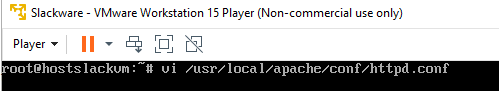 Slackware - VMware Workstation 15 Player (Non-commercial use only)
Player
root@hostslackvm:~# vi /usr/local/apache/conf/httpd.conf